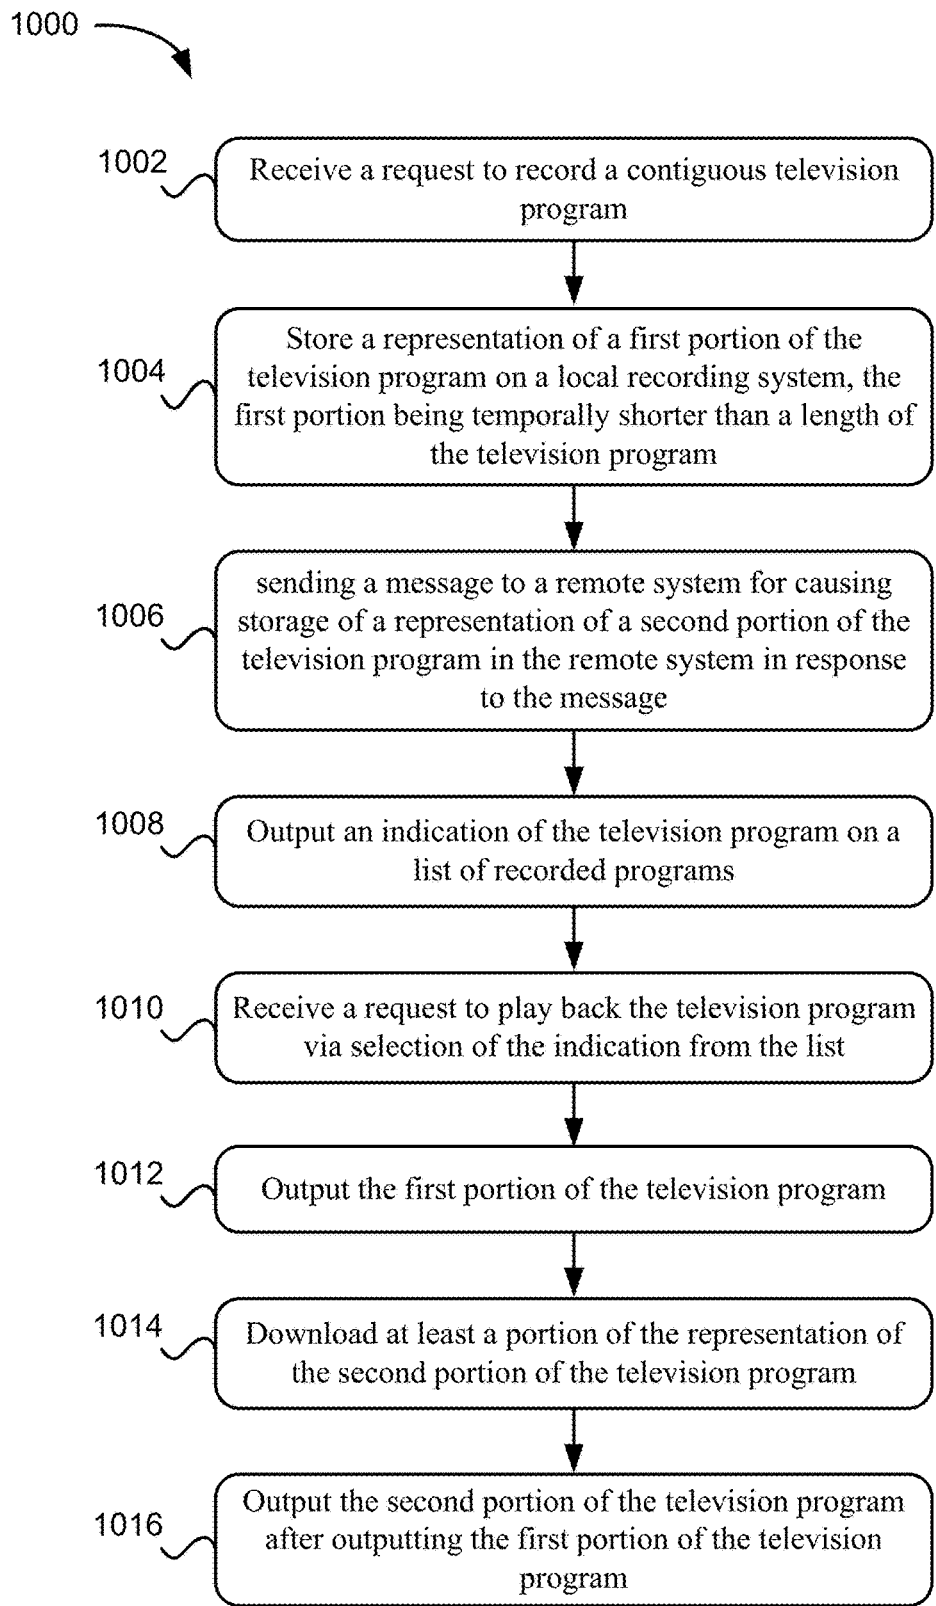 1000
1002
Receive a request to record a contiguous television
program
1004
Store a representation of a first portion of the
television program on a local recording system, the
first portion being temporally shorter than a length of
the television program
1006
sending a message to a remote system for causing
storage of a representation of a second portion of the
television program in the remote system in response
to the message
1008
Output an indication of the television program on a
list of recorded programs
1010
Receive a request to play back the television program
via selection of the indication from the list
1012
Output the first portion of the television program
1014
Download at least a portion of the representation of
the second portion of the television program
1016
Output the second portion of the television program
after outputting the first portion of the television
program